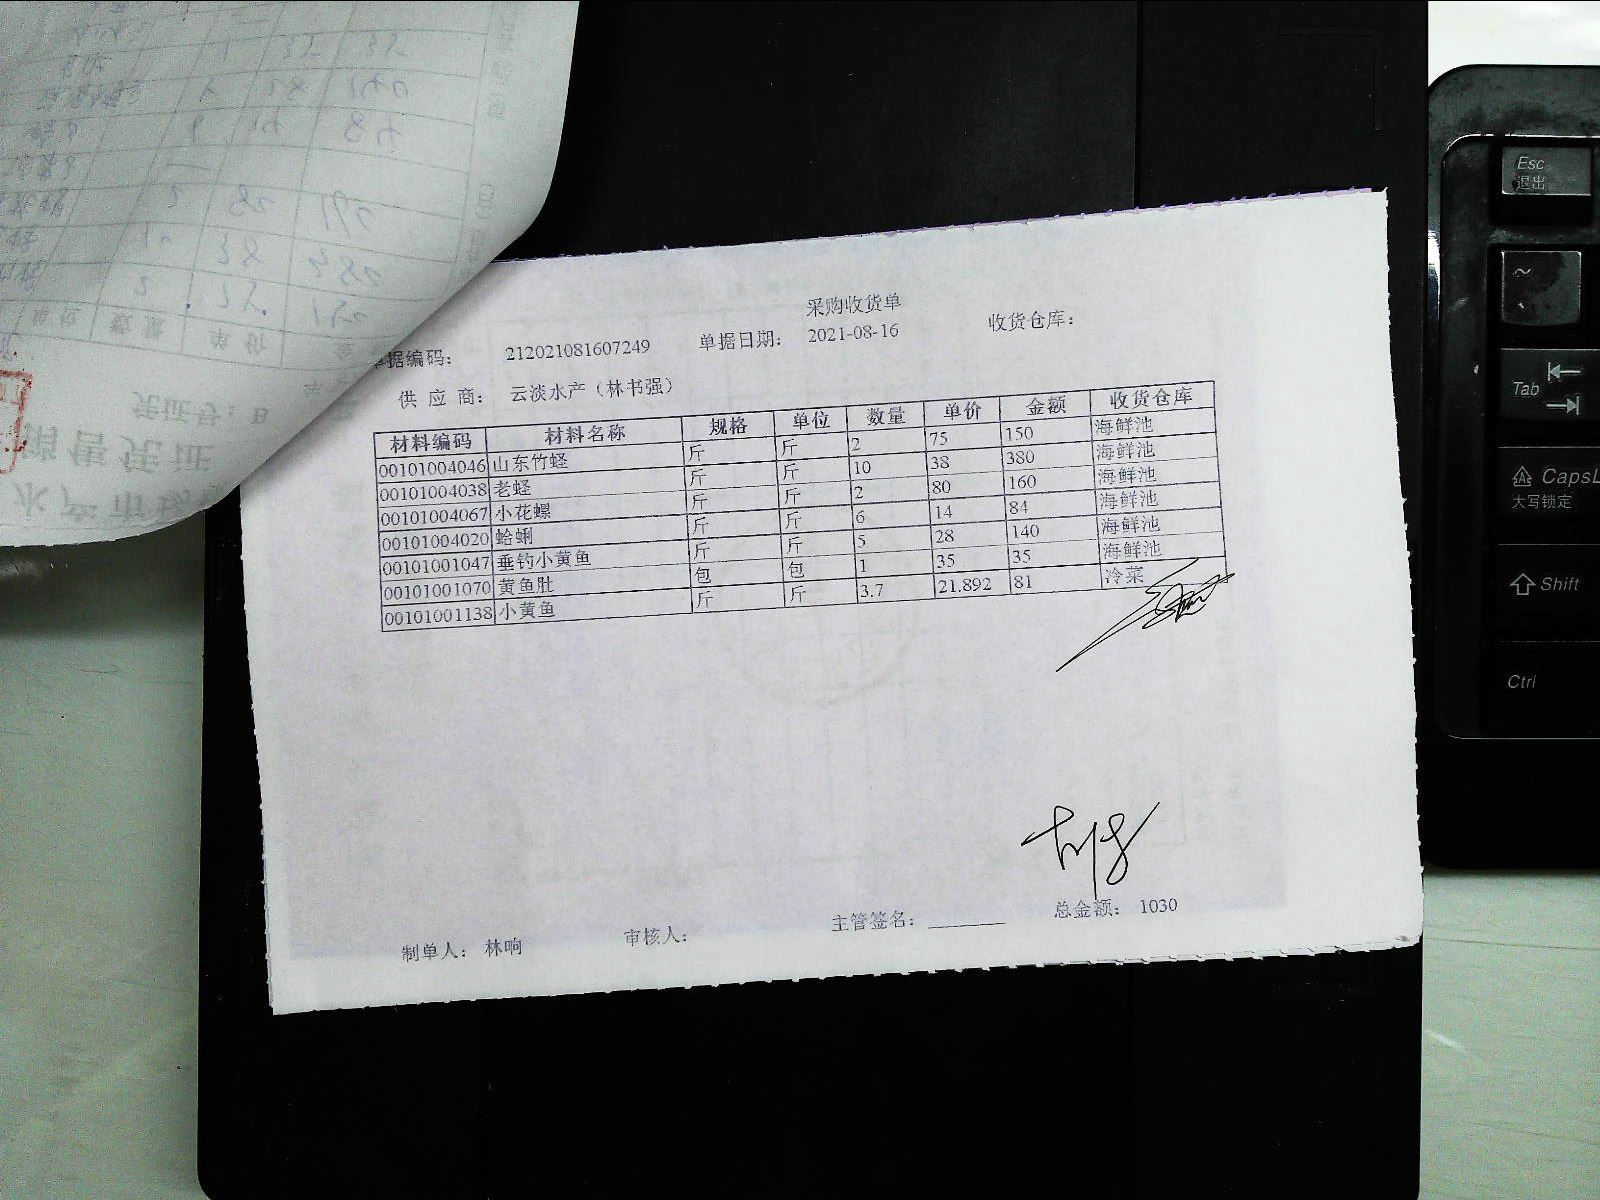 采购收货单
据编码： 212021081607249 单据日期： 2021-08-16 收货仓库：
供 应 商： 云淡水产（林书强）
材料编码 材料名称 规格 单位 数量 单价 金额 收货仓库
00101004046 山东竹蛏 斤 斤 2 75 150 海鲜池
00101004038 老蛏 斤 斤 10 38 380 海鲜池
00101004067 小花螺 斤 斤 2 80 160 海鲜池
00101004020 蛤蜊 斤 斤 6 14 84 海鲜池
00101001047 垂钓小黄鱼 斤 斤 5 28 140 海鲜池
00101001070 黄鱼肚 包 包 1 35 35 海鲜池
00101001138 小黄鱼 斤 斤 3.7 21.892 81 冷菜
制单人： 林响 审核人： 主管签名： 总金额： 1030
Esc
退出
~
Tab
CapsL
大写锁定
Shift
Ctrl